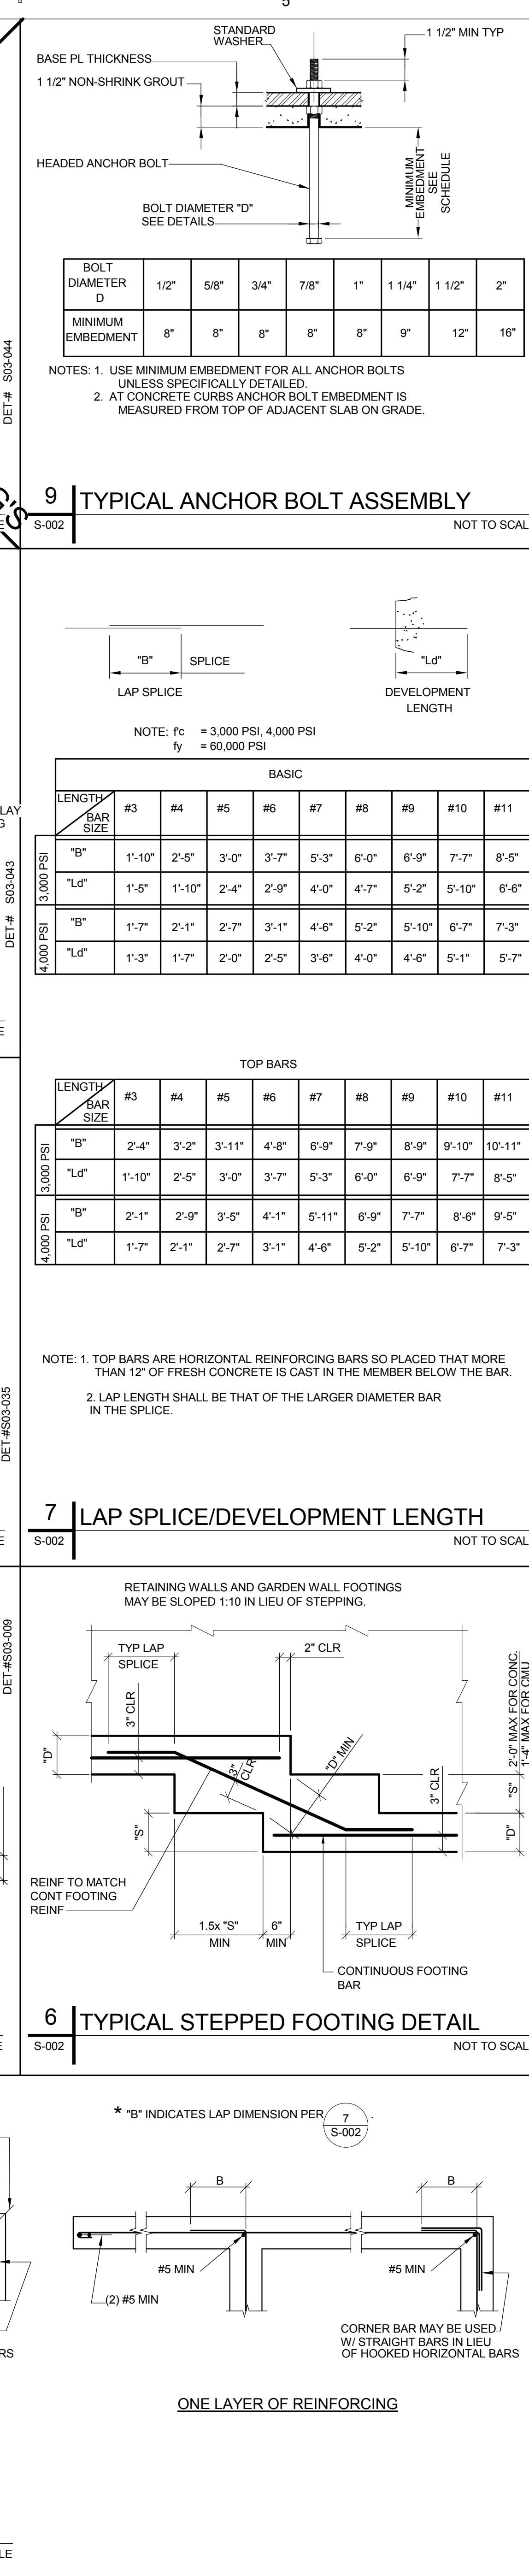 5
STANDARD
WASHER
1 1/2" MIN TYP
BASE PL THICKNESS
1 1/2" NON-SHRINK GROUT
HEADED ANCHOR BOLT
MINIMUM
EMBEDMENT
SEE
SCHEDULE
BOLT DIAMETER "D"
SEE DETAILS
BOLT DIAMETER D 1/2" 5/8" 3/4" 7/8" 1" 1 1/4" 1 1/2" 2"
MINIMUM EMBEDMENT 8" 8" 8" 8" 8" 9" 12" 16"
NOTES: 1. USE MINIMUM EMBEDMENT FOR ALL ANCHOR BOLTS
UNLESS SPECIFICALLY DETAILED.
2. AT CONCRETE CURBS ANCHOR BOLT EMBEDMENT IS
MEASURED FROM TOP OF ADJACENT SLAB ON GRADE.
DET-# S03-044
9 TYPICAL ANCHOR BOLT ASSEMBLY
S-002 NOT TO SCAL
"B" SPLICE
LAP SPLICE
"Ld"
DEVELOPMENT
LENGTH
NOTE: f'c = 3,000 PSI, 4,000 PSI
fy = 60,000 PSI
BASIC
LENGTH BAR SIZE #3 #4 #5 #6 #7 #8 #9 #10 #11
3,000 PSI
"B" 1'-10" 2'-5" 3'-0" 3'-7" 5'-3" 6'-0" 6'-9" 7'-7" 8'-5"
"Ld" 1'-5" 1'-10" 2'-4" 2'-9" 4'-0" 4'-7" 5'-2" 5'-10" 6'-6"
4,000 PSI
"B" 1'-7" 2'-1" 2'-7" 3'-1" 4'-6" 5'-2" 5'-10" 6'-7" 7'-3"
"Ld" 1'-3" 1'-7" 2'-0" 2'-5" 3'-6" 4'-0" 4'-6" 5'-1" 5'-7"
LAY
G
DET-# S03-043
TOP BARS
LENGTH BAR SIZE #3 #4 #5 #6 #7 #8 #9 #10 #11
3,000 PSI
"B" 2'-4" 3'-2" 3'-11" 4'-8" 6'-9" 7'-9" 8'-9" 9'-10" 10'-11"
"Ld" 1'-10" 2'-5" 3'-0" 3'-7" 5'-3" 6'-0" 6'-9" 7'-7" 8'-5"
4,000 PSI
"B" 2'-1" 2'-9" 3'-5" 4'-1" 5'-11" 6'-9" 7'-7" 8'-6" 9'-5"
"Ld" 1'-7" 2'-1" 2'-7" 3'-1" 4'-6" 5'-2" 5'-10" 6'-7" 7'-3"
NOTE: 1. TOP BARS ARE HORIZONTAL REINFORCING BARS SO PLACED THAT MORE
THAN 12" OF FRESH CONCRETE IS CAST IN THE MEMBER BELOW THE BAR.
2. LAP LENGTH SHALL BE THAT OF THE LARGER DIAMETER BAR
IN THE SPLICE.
DET-#S03-035
7 LAP SPLICE/DEVELOPMENT LENGTH
S-002 NOT TO SCAL
RETAINING WALLS AND GARDEN WALL FOOTINGS
MAY BE SLOPED 1:10 IN LIEU OF STEPPING.
DET-#S03-009
TYP LAP
SPLICE
2" CLR
3" CLR
"D"
3"
CLR
"D" MIN
3" CLR
2'-0" MAX FOR CONC.
1'-4" MAX FOR CMU
"S"
"D"
"S"
REINF TO MATCH
CONT FOOTING
REINF
1.5x "S"
MIN
6"
MIN
TYP LAP
SPLICE
CONTINUOUS FOOTING
BAR
6 TYPICAL STEPPED FOOTING DETAIL
S-002 NOT TO SCAL
* "B" INDICATES LAP DIMENSION PER 7 S-002 .
B
B
#5 MIN
#5 MIN
(2) #5 MIN
CORNER BAR MAY BE USED
W/ STRAIGHT BARS IN LIEU
OF HOOKED HORIZONTAL BARS
RS
ONE LAYER OF REINFORCING
LE